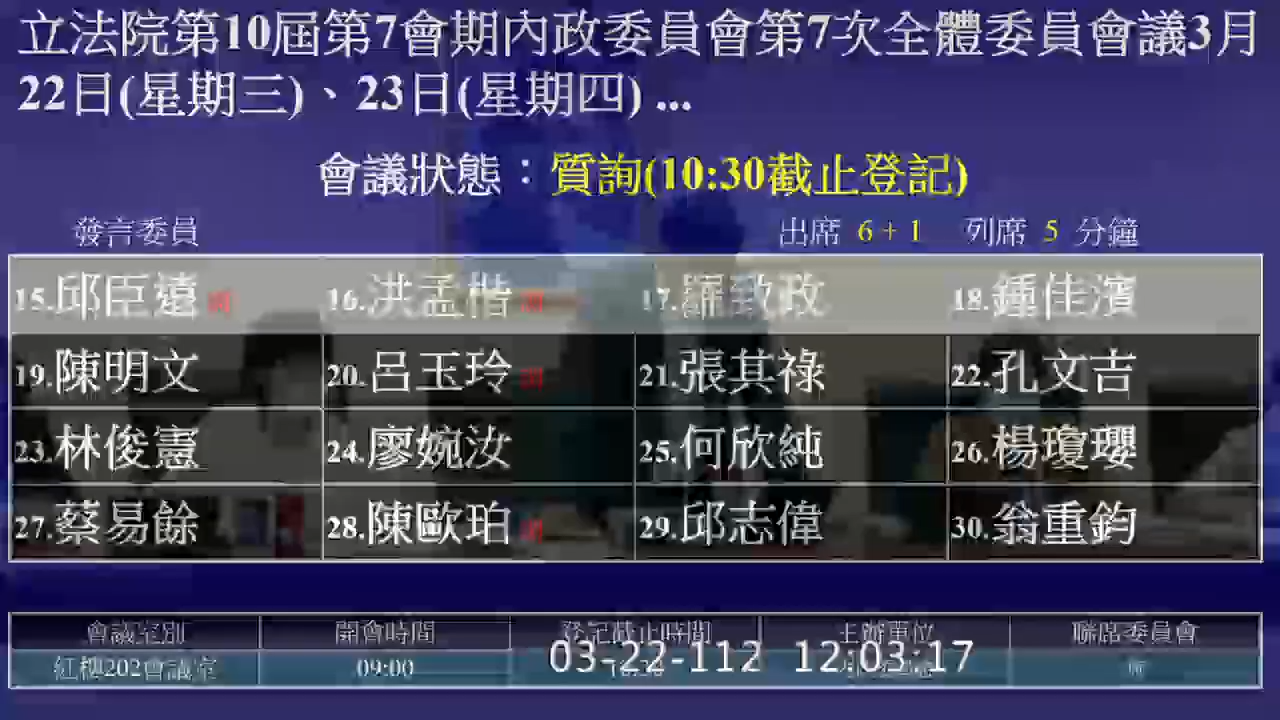 立法院第10屆第7會期內政委員會第7次全體委員會議3月
22日(星期三)、23日(星期四) ...
會議狀態：質詢(10:30截止登記)
發言委員 出席 6 + 1 列席 5 分鐘
15.邱臣遠 16.洪孟楷 17.羅致政 18.鍾佳濱
19.陳明文 20.呂玉玲 21.張其祿 22.孔文吉
23.林俊憲 24.廖婉汝 25.何欣純 26.楊瓊瓔
27.蔡易餘 28.陳歐珀 29.邱志偉 30.翁重鈞
會議室別 開會時間 登記截止時間 主辦單位 聯席委員會
紅樓202會議室 09:00
03-22-112 12:03:17